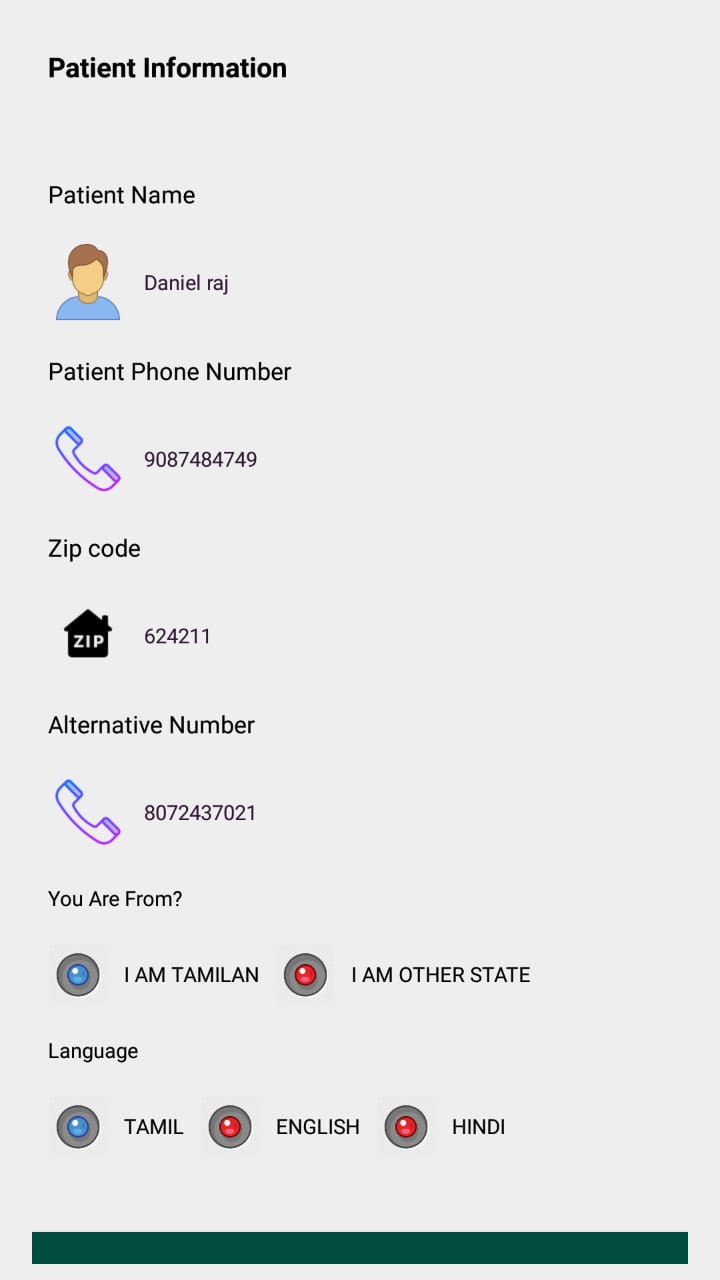 Patient Information
Patient Name
Daniel raj
Patient Phone Number
9087484749
Zip code
ZIP 624211
Alternative Number
8072437021
You Are From?
I AM TAMILAN I AM OTHER STATE
Language
TAMIL ENGLISH HINDI